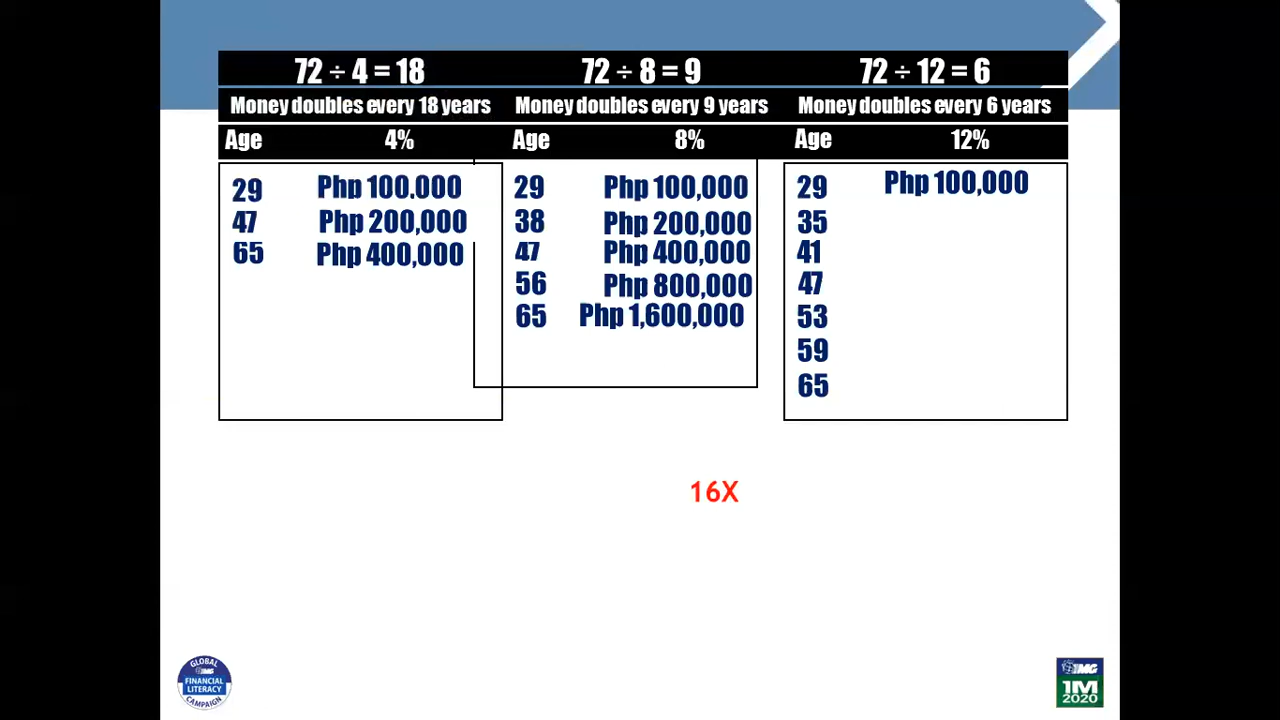 72 ÷ 4 = 18
Money doubles every 18 years
Age 4%
29 Php 100.000
47 Php 200,000
65 Php 400,000
72 ÷ 8 = 9
Money doubles every 9 years
Age 8%
29 Php 100,000
38 Php 200,000
47 Php 400,000
56 Php 800,000
65 Php 1,600,000
72 ÷ 12 = 6
Money doubles every 6 years
Age 12%
29 Php 100,000
35
41
47
53
59
65
16X
GLOBAL
IMG
FINANCIAL
LITERACY
CAMPAIGN
IMG
1M
2020